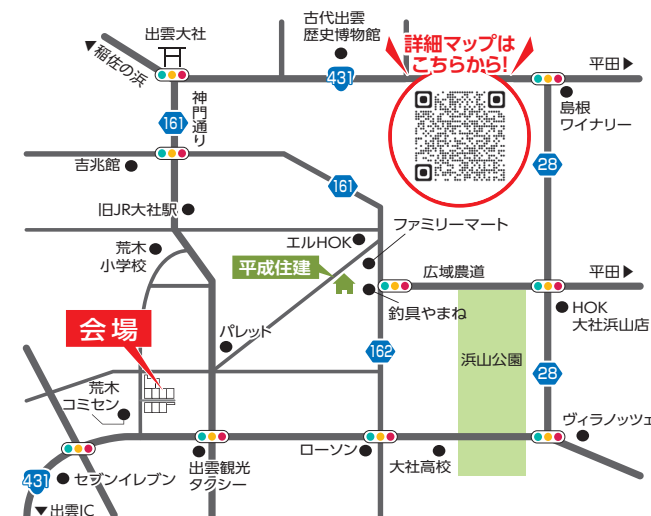 出雲大社
▼稲佐の浜
古代出雲
歴史博物館
431
詳細マップは
こちらから!
平田▶
島根
ワイナリー
161
神門通り
吉兆館
161
28
旧JR大社駅
荒木
小学校
エルHOK
ファミリーマート
平成住建
広域農道
平田▶
釣具やまね
HOK
大社浜山店
会場
パレット
162
浜山公園
28
荒木
コミセン
ヴィラノッツェ
431
セブンイレブン
出雲観光
タクシー
ローソン
大社高校
▼出雲IC